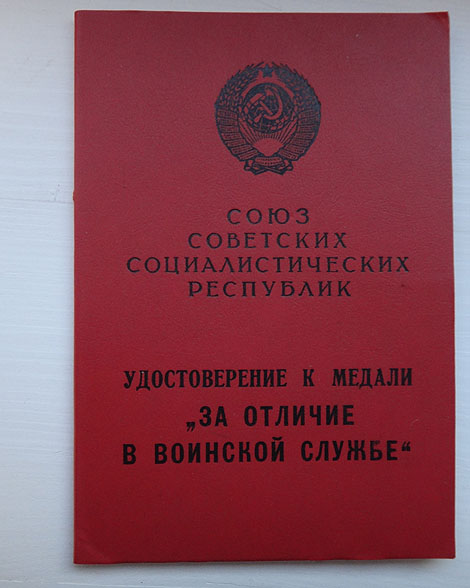 СОЮЗ
СОВЕТСКИХ
СОЦИАЛИСТИЧЕСКИХ
РЕСПУБЛИК
УДОСТОВЕРЕНИЕ К МЕДАЛИ
„ЗА ОТЛИЧИЕ
В ВОИНСКОЙ СЛУЖБЕ“